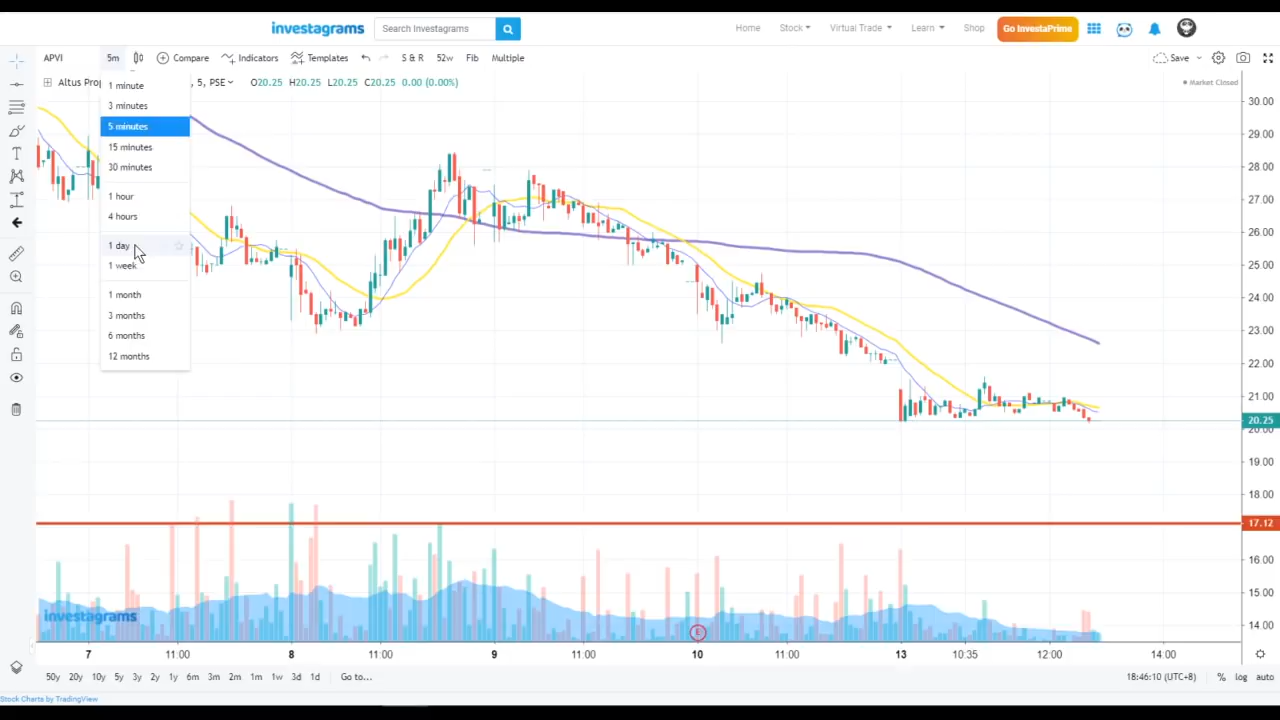 investagrams
Search Investagrams
Home
Stock
Virtual Trade
Learn
Shop
Go InvestaPrime
APVI
5m
Compare
Indicators
Templates
S & R
52w
Fib
Multiple
Save
Altus Prop
, 5, PSE
O20.25 H20.25 L20.25 C20.25 0.00 (0.00%)
Market Closed
1 minute
3 minutes
5 minutes
15 minutes
30 minutes
1 hour
4 hours
1 day
1 week
1 month
3 months
6 months
12 months
30.00
29.00
28.00
27.00
26.00
25.00
24.00
23.00
22.00
21.00
20.25
20.00
19.00
18.00
17.12
16.00
15.00
14.00
investagrams
E
7 11:00 8 11:00 9 11:00 10 11:00 13 10:35 12:00 14:00
50y 20y 10y 5y 3y 2y 1y 6m 3m 2m 1m 1w 3d 1d Go to...
18:46:10 (UTC+8) % log auto
Stock Charts by TradingView